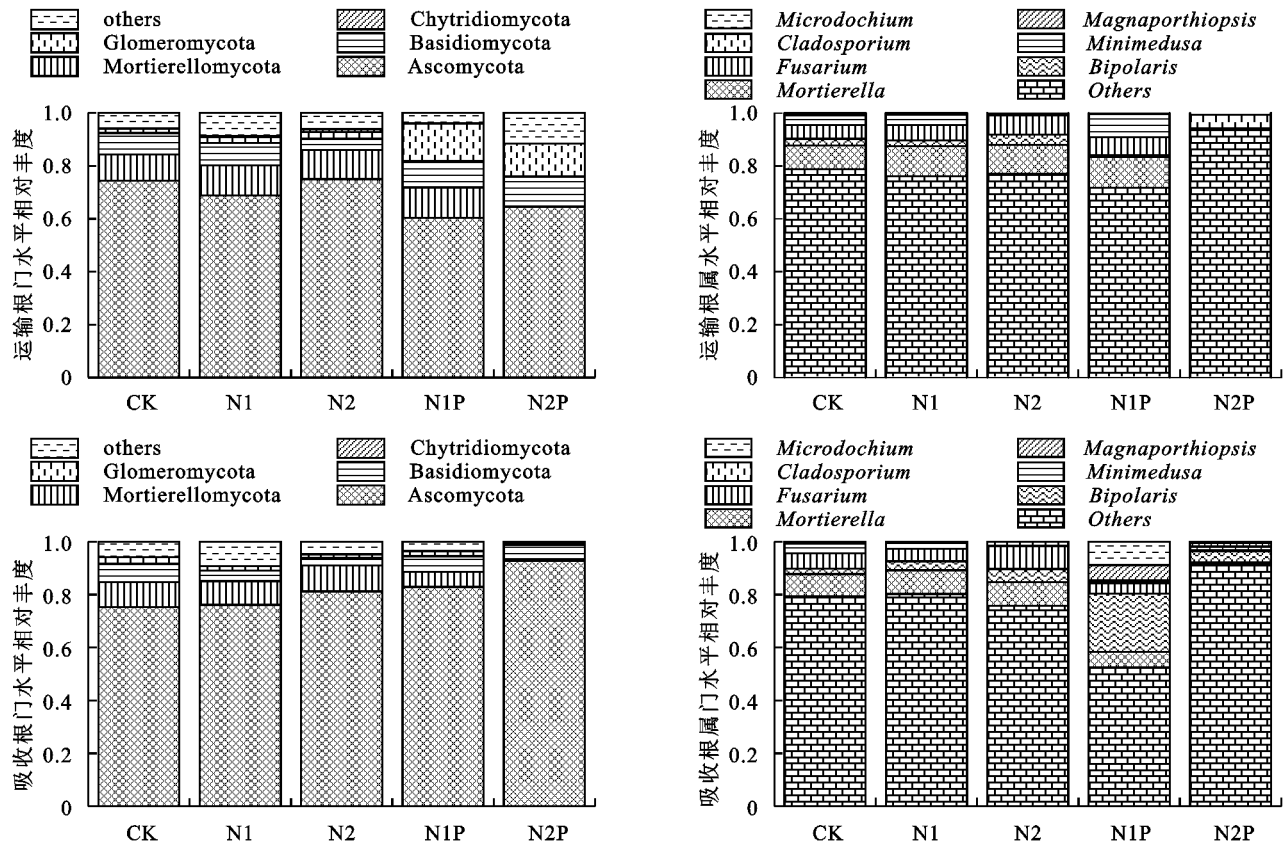 others
Chytridiomycota
Glomeromycota
Basidiomycota
Mortierellomycota
Ascomycota
运输根门水平相对丰度
1.0
0.8
0.6
0.4
0.2
0
CK N1 N2 N1P N2P
Microdochium
Magnaporthiopsis
Cladosporium
Minimedusa
Fusarium
Bipolaris
Mortierella
Others
运输根属水平相对丰度
1.0
0.8
0.6
0.4
0.2
0
CK N1 N2 N1P N2P
others
Chytridiomycota
Glomeromycota
Basidiomycota
Mortierellomycota
Ascomycota
吸收根门水平相对丰度
1.0
0.8
0.6
0.4
0.2
0
CK N1 N2 N1P N2P
Microdochium
Magnaporthiopsis
Cladosporium
Minimedusa
Fusarium
Bipolaris
Mortierella
Others
吸收根属门水平相对丰度
1.0
0.8
0.6
0.4
0.2
0
CK N1 N2 N1P N2P